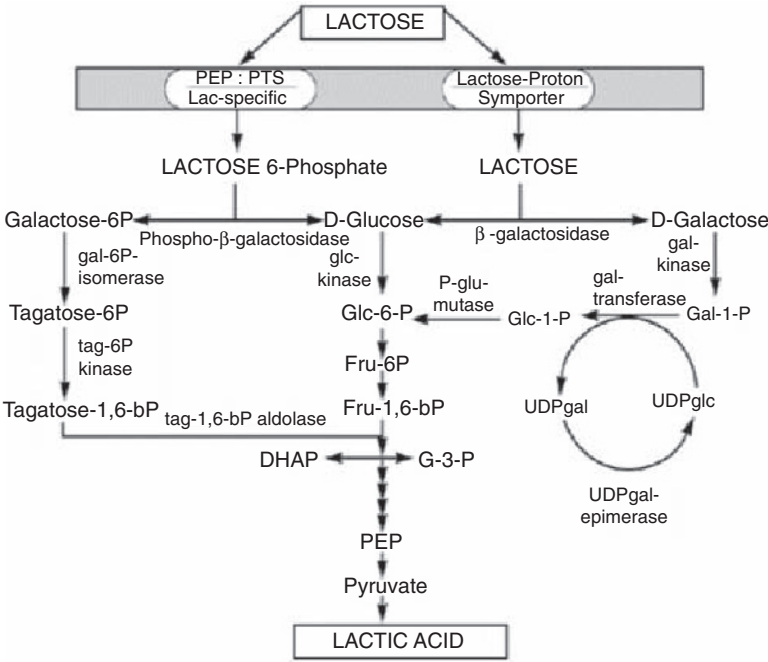 LACTOSE
PEP : PTS
Lac-specific
Lactose-Proton
Symporter
LACTOSE 6-Phosphate
LACTOSE
Galactose-6P
Phospho-β-galactosidase
D-Glucose
β -galactosidase
D-Galactose
gal-6P-
isomerase
glc-
kinase
gal-
kinase
Tagatose-6P
Glc-6-P
P-glu-
mutase
Glc-1-P
gal-
transferase
Gal-1-P
tag-6P
kinase
Fru-6P
Tagatose-1,6-bP
tag-1,6-bP aldolase
Fru-1,6-bP
UDPgal
UDPglc
DHAP
G-3-P
UDPgal-
epimerase
PEP
Pyruvate
LACTIC ACID